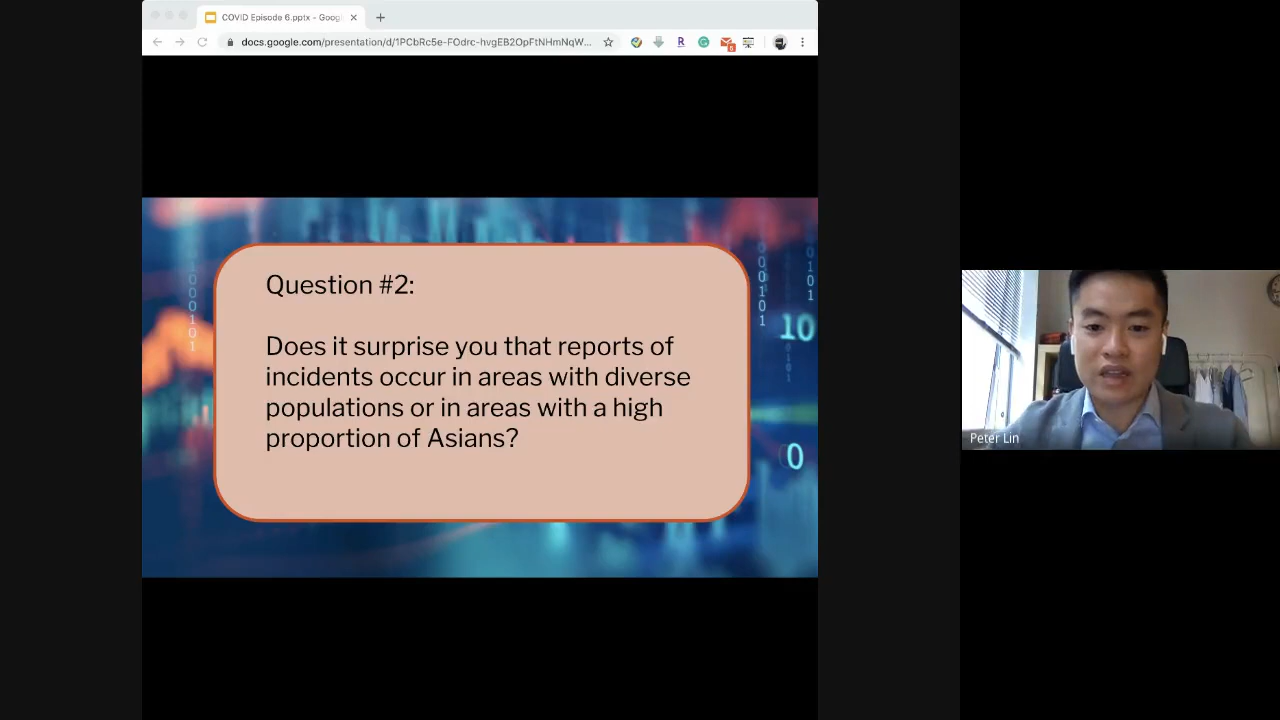 COVID Episode 6.pptx - Goog
docs.google.com/presentation/d/1PCbRc5e-FOdrc-hvgEB2OpFtNHmNqW...
R
6
Question #2:
Does it surprise you that reports of
incidents occur in areas with diverse
populations or in areas with a high
proportion of Asians?
10
0
Peter Lin